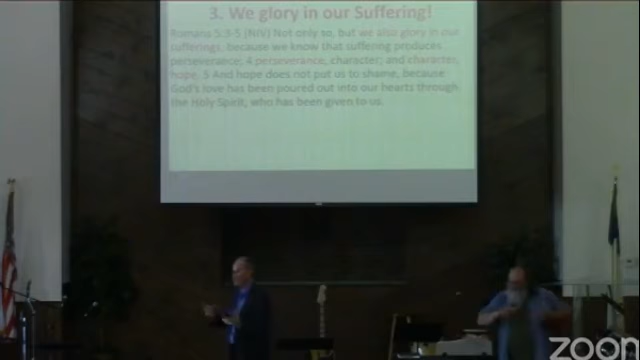 3. We glory in our Suffering!
Romans 5:3-5 (NIV) Not only so, but we also glory in our
sufferings, because we know that suffering produces
perseverance; 4 perseverance, character; and character,
hope. 5 And hope does not put us to shame, because
God's love has been poured out into our hearts through
the Holy Spirit, who has been given to us.
zoom